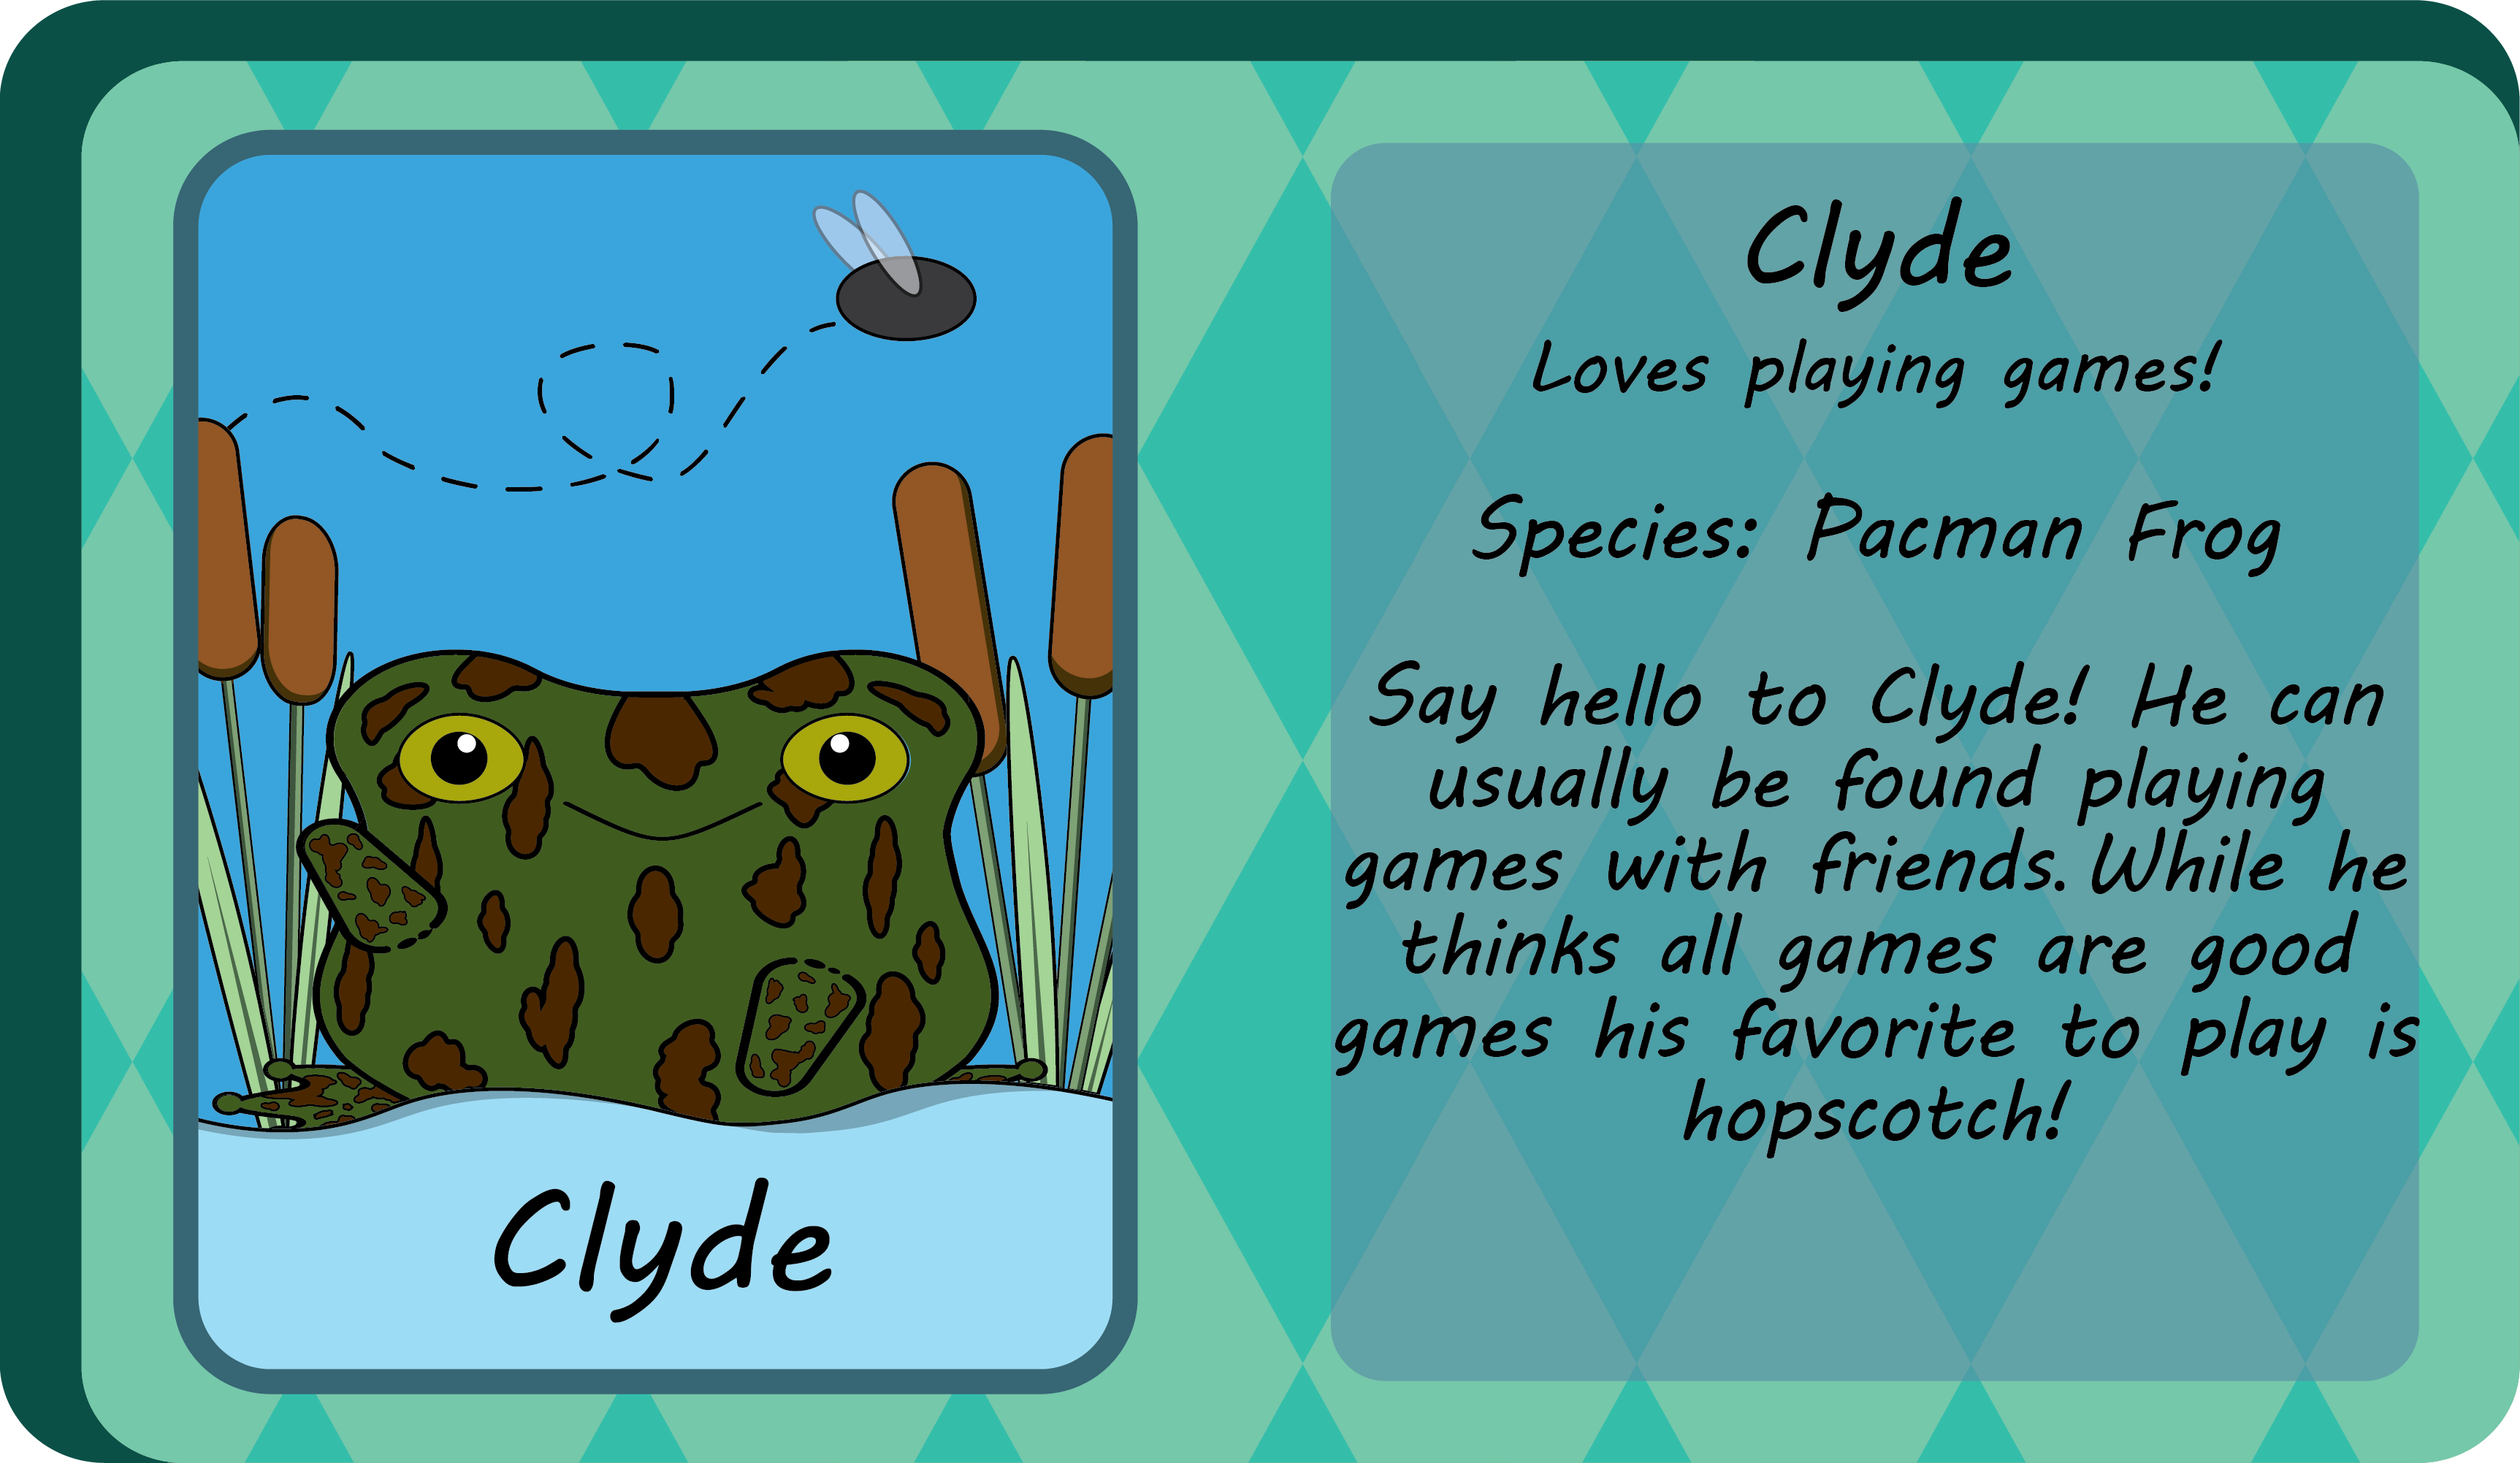 Clyde
Clyde
Loves playing games!
Species: Pacman Frog
Say hello to Clyde! He can
usually be found playing
games with friends. While he
thinks all games are good
games his favorite to play is
hopscotch!